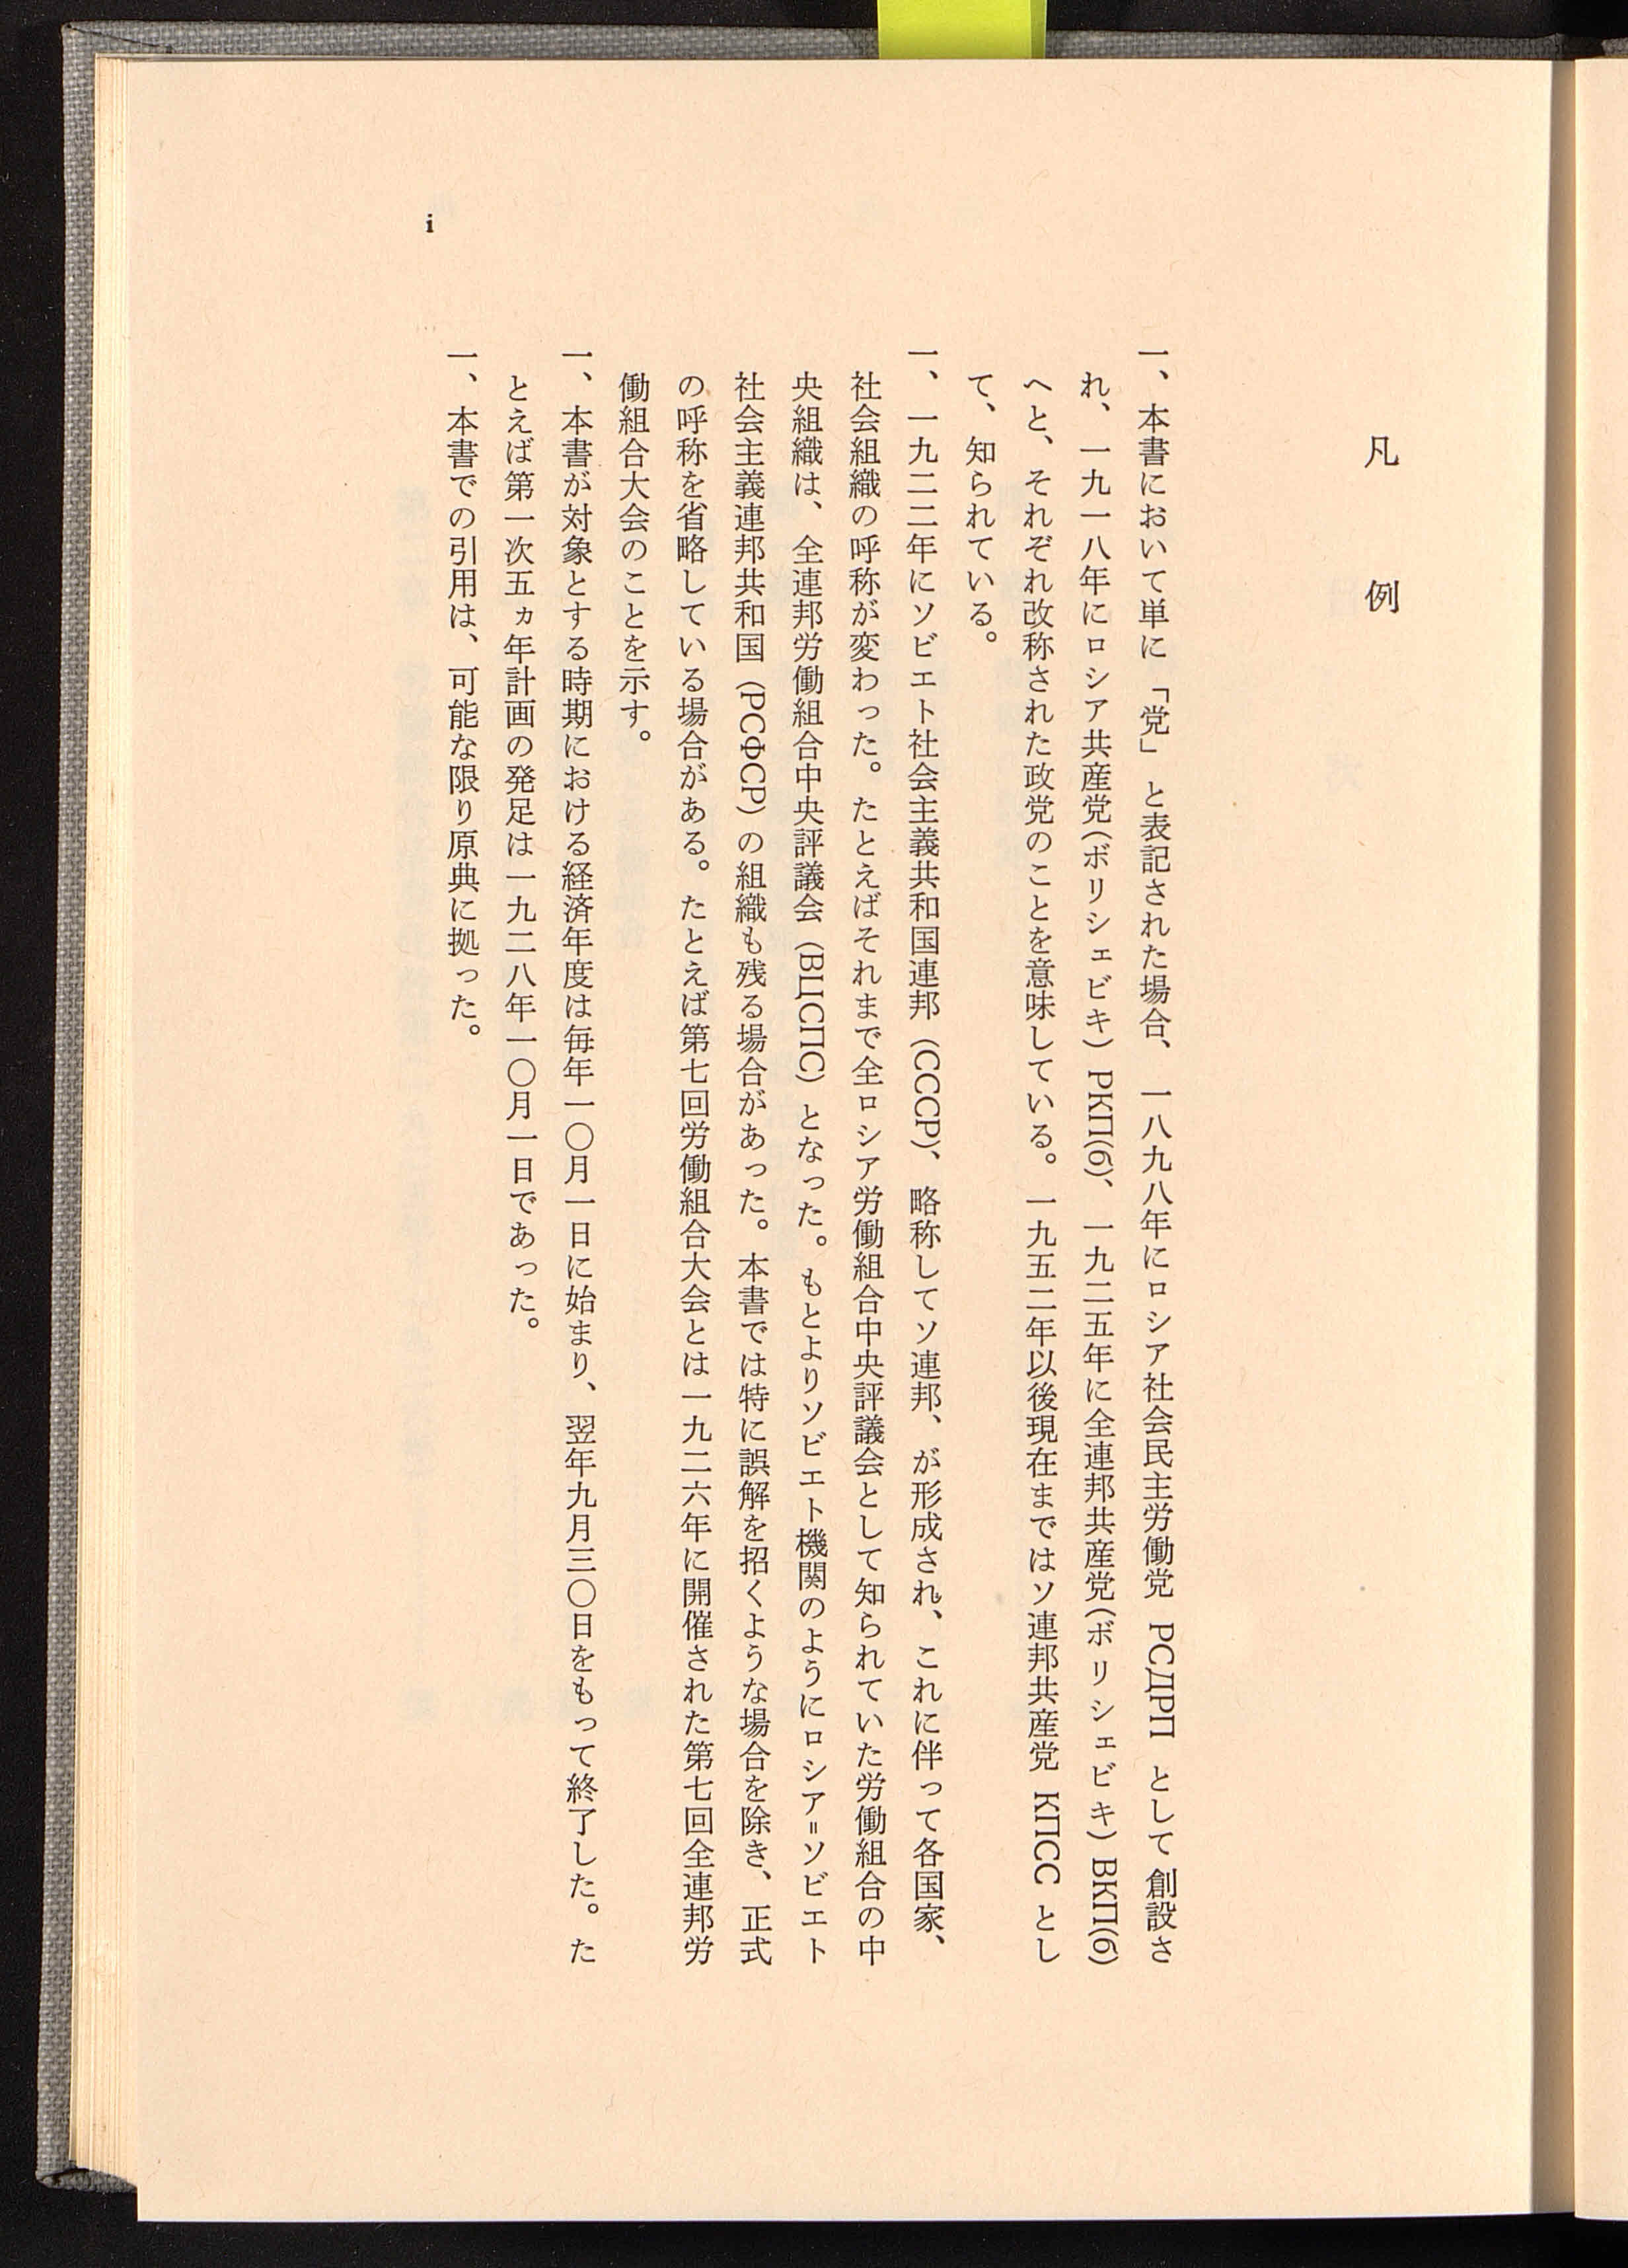 凡例
一、本書において単に「党」と表記された場合、一八九八年にロシア社会民主労働党 РСДРП として創設さ
れ、一九一八年にロシア共産党(ボリシェビキ) РКП(б)、一九二五年に全連邦共産党(ボリシェビキ) ВКП(б)
へと、それぞれ改称された政党のことを意味している。一九五二年以後現在まではソ連邦共産党 КПСС とし
て、知られている。
一、一九二二年にソビエト社会主義共和国連邦(СССР)、略称してソ連邦、が形成され、これに伴って各国家、
社会組織の呼称が変わった。たとえばそれまで全ロシア労働組合中央評議会として知られていた労働組合の中
央組織は、全連邦労働組合中央評議会(ВЦСПС)となった。もとよりソビエト機関のようにロシア=ソビエト
社会主義連邦共和国(РСФСР)の組織も残る場合があった。本書では特に誤解を招くような場合を除き、正式
の呼称を省略している場合がある。たとえば第七回労働組合大会とは一九二六年に開催された第七回全連邦労
働組合大会のことを示す。
一、本書が対象とする時期における経済年度は毎年一〇月一日に始まり、翌年九月三〇日をもって終了した。た
とえば第一次五ヵ年計画の発足は一九二八年一〇月一日であった。
一、本書での引用は、可能な限り原典に拠った。
i